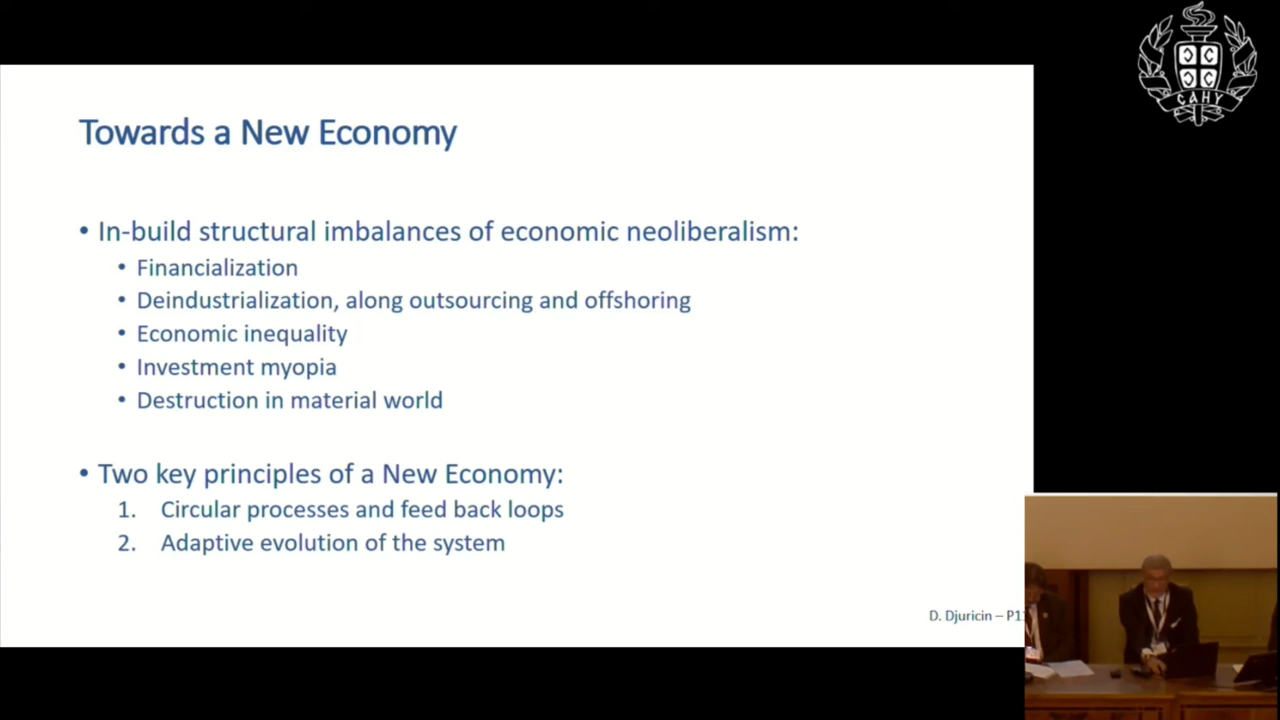 Towards a New Economy
• In-build structural imbalances of economic neoliberalism:
• Financialization
• Deindustrialization, along outsourcing and offshoring
• Economic inequality
• Investment myopia
• Destruction in material world
• Two key principles of a New Economy:
1. Circular processes and feed back loops
2. Adaptive evolution of the system
D. Djuricin – P1
САНУ